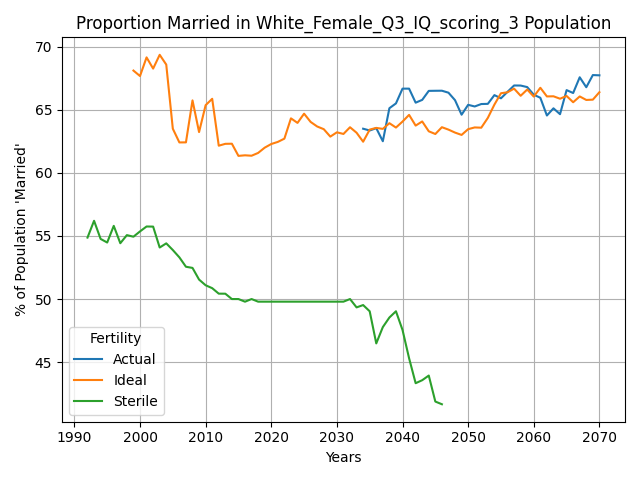 Proportion Married in White_Female_Q3_IQ_scoring_3 Population
% of Population 'Married'
70
65
60
55
50
45
Fertility
Actual
Ideal
Sterile
1990 2000 2010 2020 2030 2040 2050 2060 2070
Years